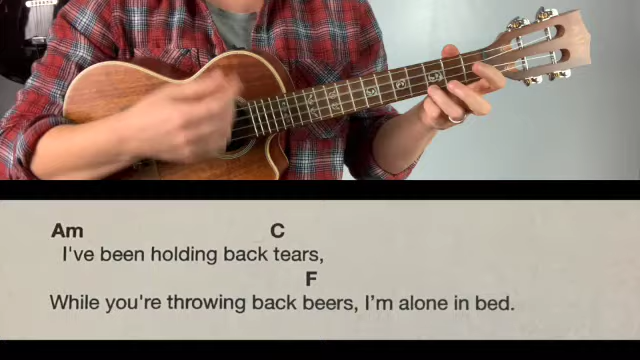 Am C
I've been holding back tears,
F
While you're throwing back beers, I'm alone in bed.